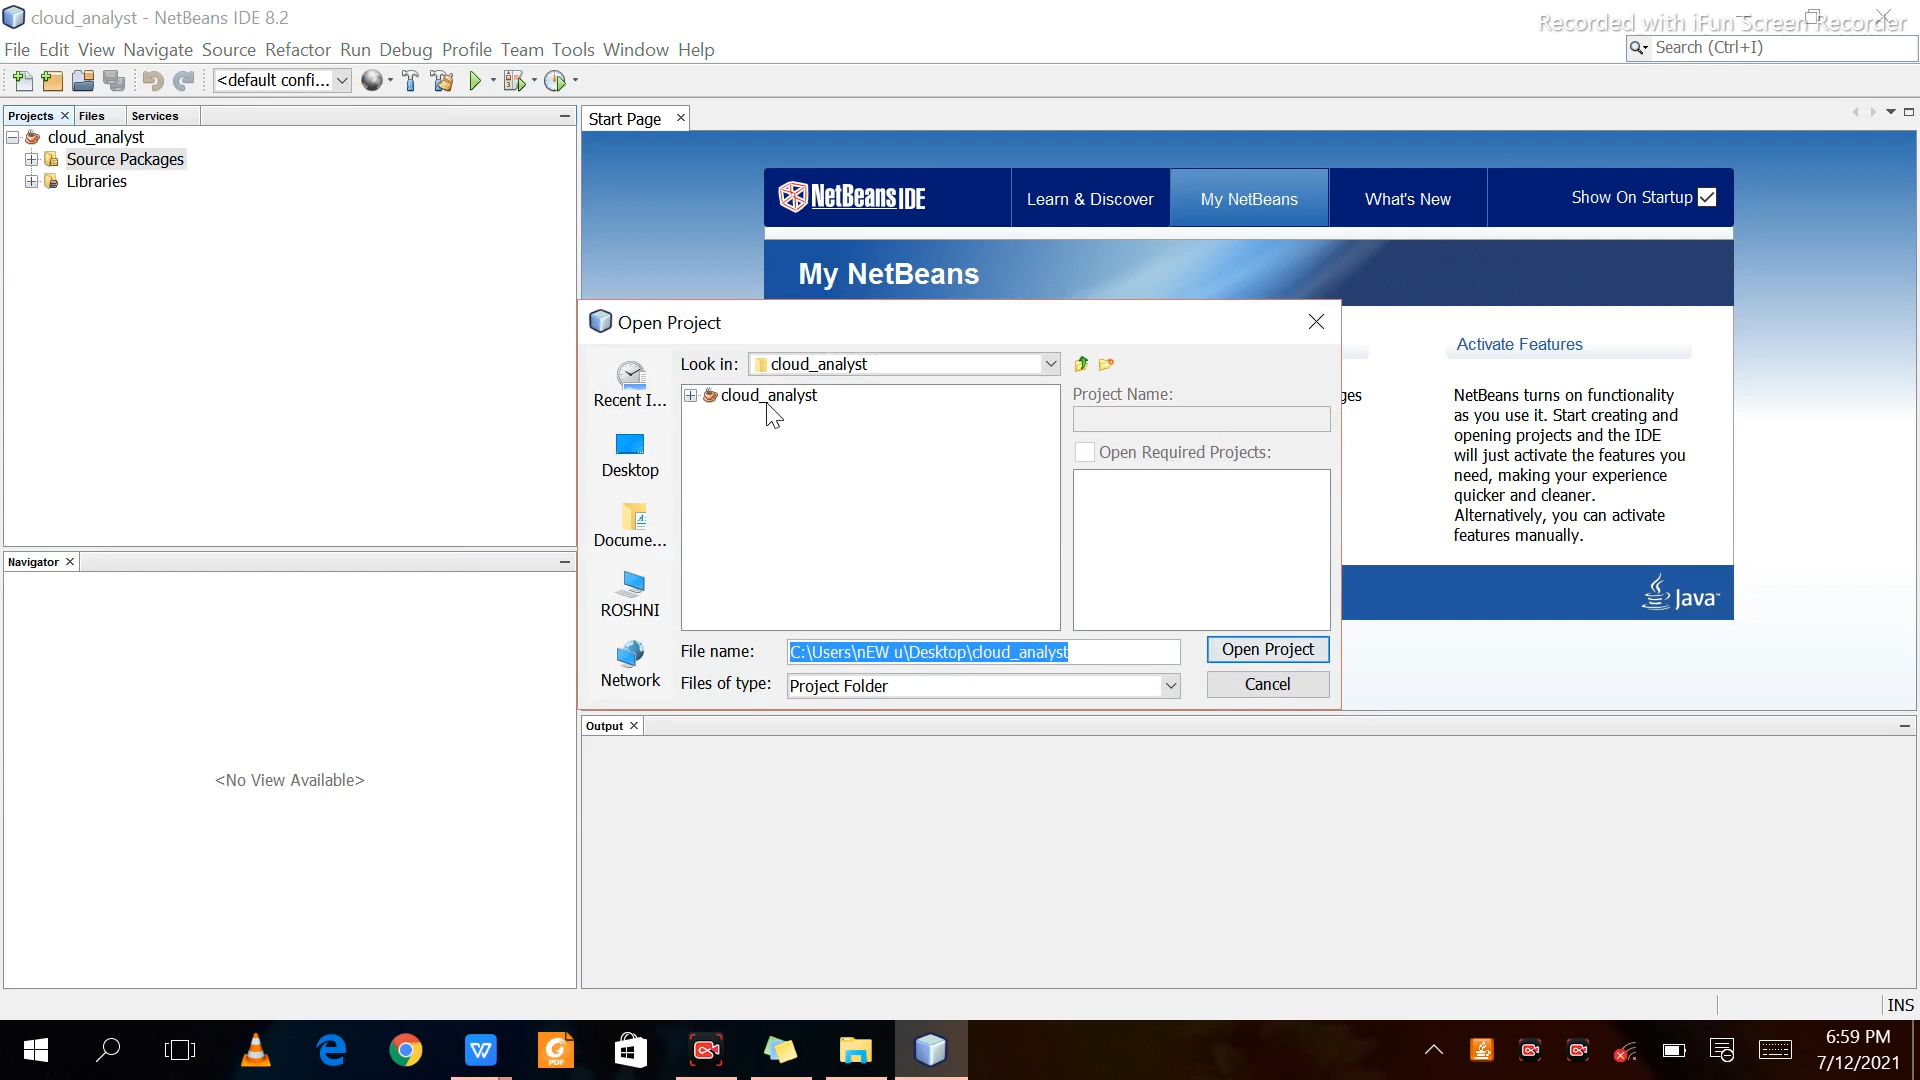 cloud_analyst - NetBeans IDE 8.2
Recorded with iFun Screen Recorder
File Edit View Navigate Source Refactor Run Debug Profile Team Tools Window Help
Search (Ctrl+I)
<default confi...
Projects Files Services
cloud_analyst
Source Packages
Libraries
Start Page
NetBeans IDE
Learn & Discover
My NetBeans
What's New
Show On Startup
My NetBeans
Open Project
Look in: cloud_analyst
cloud_analyst
Recent I...
Desktop
Docume...
ROSHNI
Network
Project Name:
Open Required Projects:
File name: C:\Users\nEW u\Desktop\cloud_analyst
Files of type: Project Folder
Open Project
Cancel
ges
Activate Features
NetBeans turns on functionality
as you use it. Start creating and
opening projects and the IDE
will just activate the features you
need, making your experience
quicker and cleaner.
Alternatively, you can activate
features manually.
Java
Navigator
<No View Available>
Output
INS
W
PDF
6:59 PM
7/12/2021